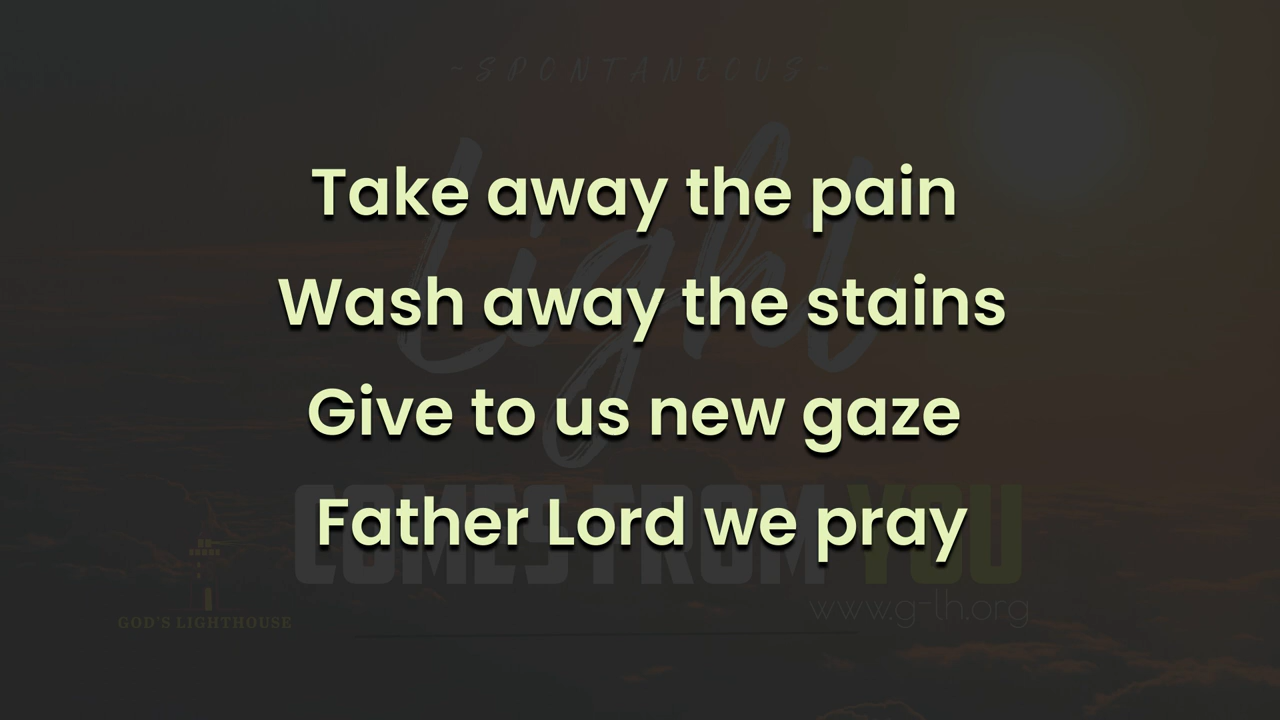 ~SPONTANEOUS~
Light
Take away the pain
Wash away the stains
Give to us new gaze
Father Lord we pray
COMES FROM YOU
www.g-lh.org
GOD'S LIGHTHOUSE